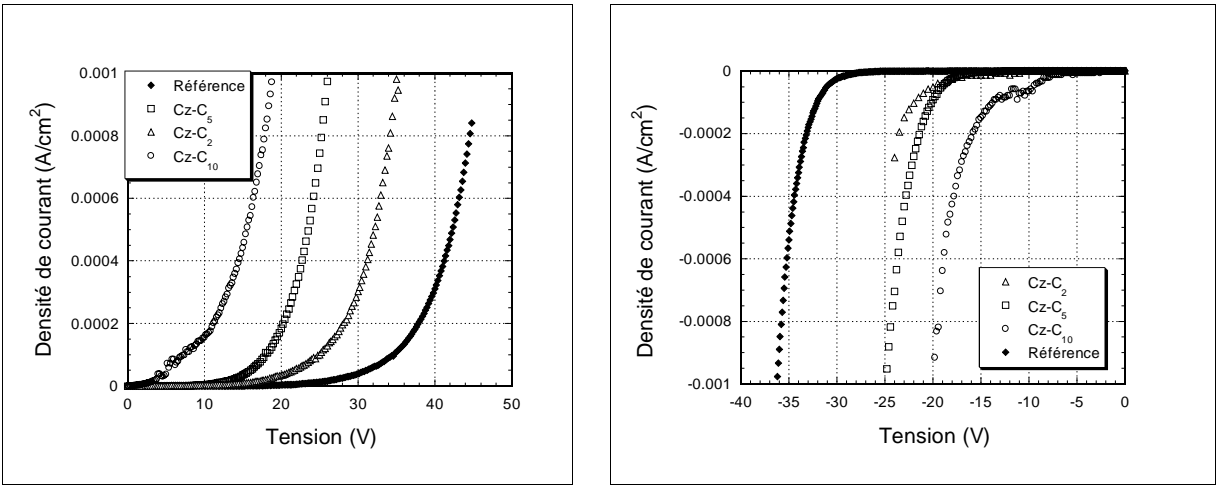 Densité de courant (A/cm²)
0.001
0.0008
0.0006
0.0004
0.0002
0
0
10
20
30
40
50
Tension (V)
Référence
Cz-C5
Cz-C2
Cz-C10
Densité de courant (A/cm²)
0
-0.0002
-0.0004
-0.0006
-0.0008
-0.001
-40
-35
-30
-25
-20
-15
-10
-5
0
Tension (V)
Cz-C2
Cz-C5
Cz-C10
Référence